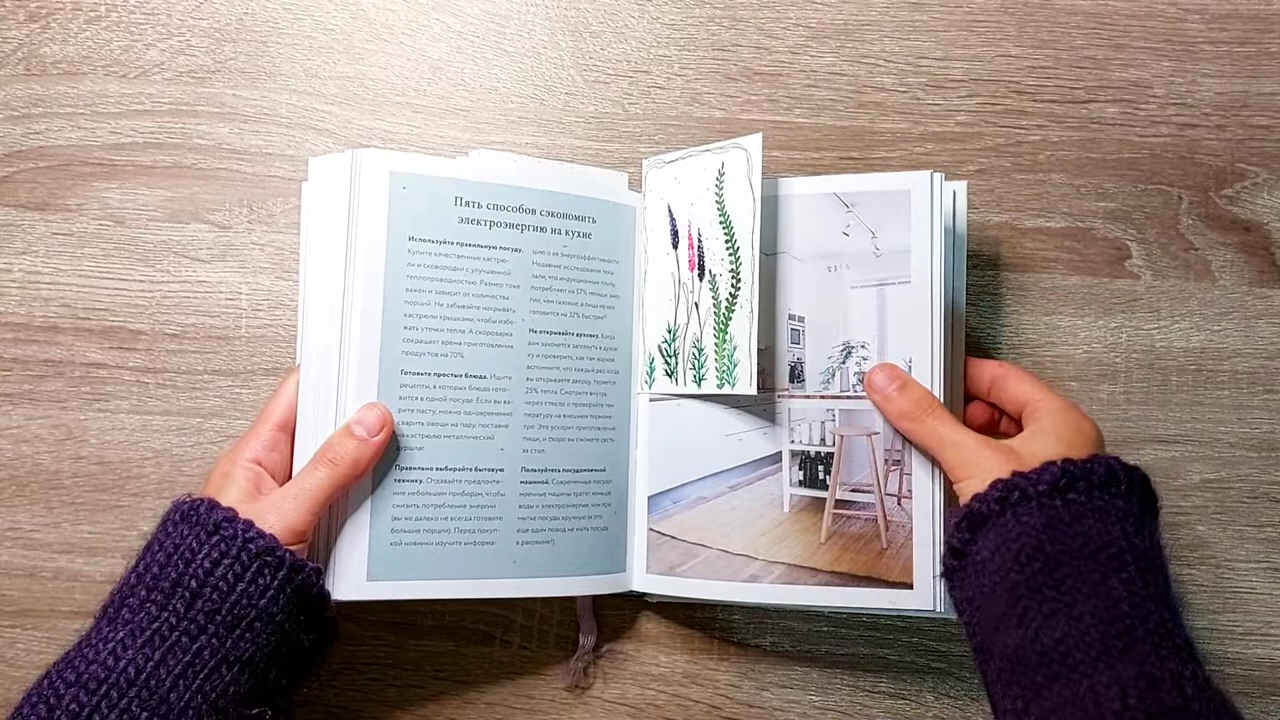 Пять способов сэкономить
электроэнергию на кухне
Используйте правильную посуду.
Купите качественные кастрю-
ли и сковородки с улучшенной
теплопроводностью. Размер тоже
важен и зависит от количества
порций. Не забывайте накрывать
кастрюли крышками, чтобы избе-
жать утечки тепла. А скороварка
сокращает время приготовления
продуктов на 70%.
Готовьте простые блюда. Ищите
рецепты, в которых блюдо гото-
вится в одной посуде. Если вы ва-
рите пасту, можно одновременно
сварить овощи на пару, поставив
на кастрюлю металлический
дуршлаг.
Правильно выбирайте бытовую
технику. Отдавайте предпочте-
ние небольшим приборам, чтобы
снизить потребление энергии
(вы же далеко не всегда готовите
большие порции). Перед покуп-
кой новинки изучите информа-
цию о ее энергоэффективности.
Недавние исследования пока-
зали, что индукционные плиты
потребляют на 57% меньше энер-
гии, чем газовые, а пища на них
готовится на 32% быстрее
Не открывайте духовку. Когда
вам захочется заглянуть в духов-
ку и проверить, как там жаркое,
вспомните, что каждый раз, когда
вы открываете дверцу, теряется
25% тепла. Смотрите внутрь
через стекло и проверяйте тем-
пературу на внешнем термоме-
тре. Это ускорит приготовление
пищи, и скоро вы сможете сесть
за стол.
Пользуйтесь посудомоечной
машиной. Современные посудо-
моечные машины тратят меньше
воды и электроэнергии, чем при
мытье посуды вручную (и это
еще один повод не мыть посуду
в раковине!).